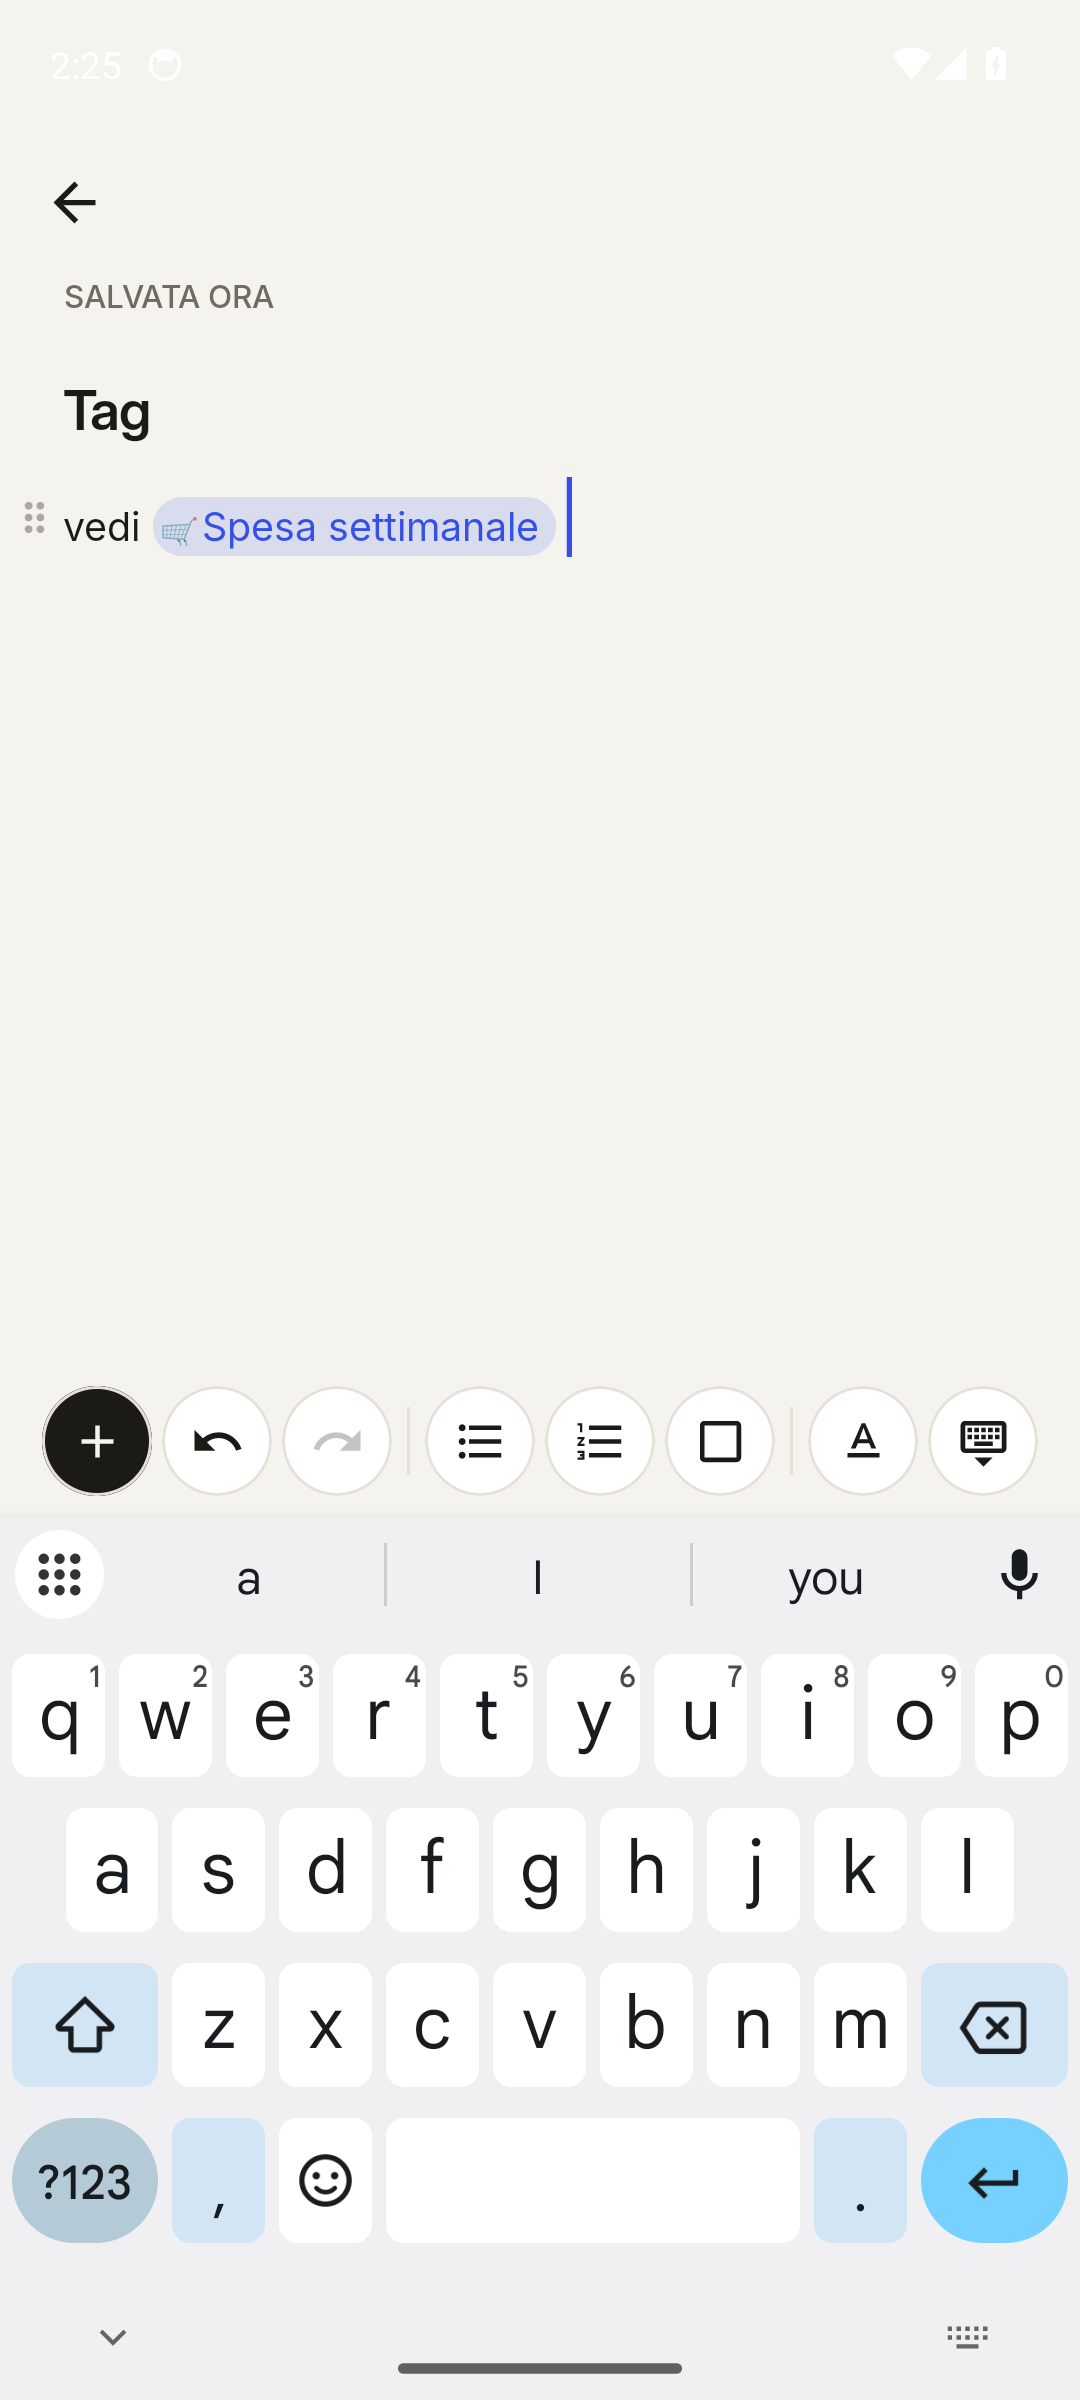 2:25
SALVATA ORA
Tag
vedi 🛒Spesa settimanale
a I you
q1 w2 e3 r4 t5 y6 u7 i8 o9 p0
a s d f g h j k l
z x c v b n m
?123 , .